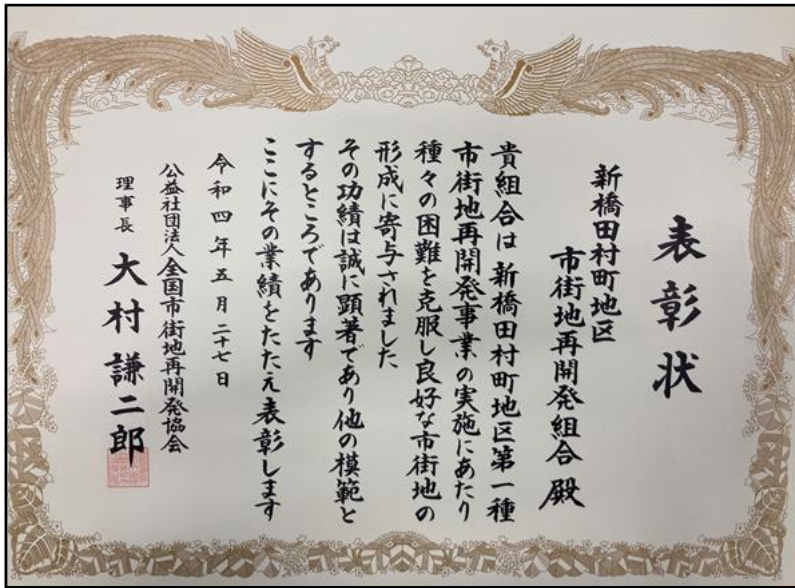 表彰状
新橋田村町地区
市街地再開発組合 殿
貴組合は新橋田村町地区第一種
市街地再開発事業の実施にあたり
種々の困難を克服し良好な市街地の
形成に寄与されました
その功績は誠に顕著であり他の模範と
するところであります
ここにその業績をたたえ表彰します
令和四年五月二十七日
公益社団法人全国市街地再開発協会
理事長 大村謙二郎